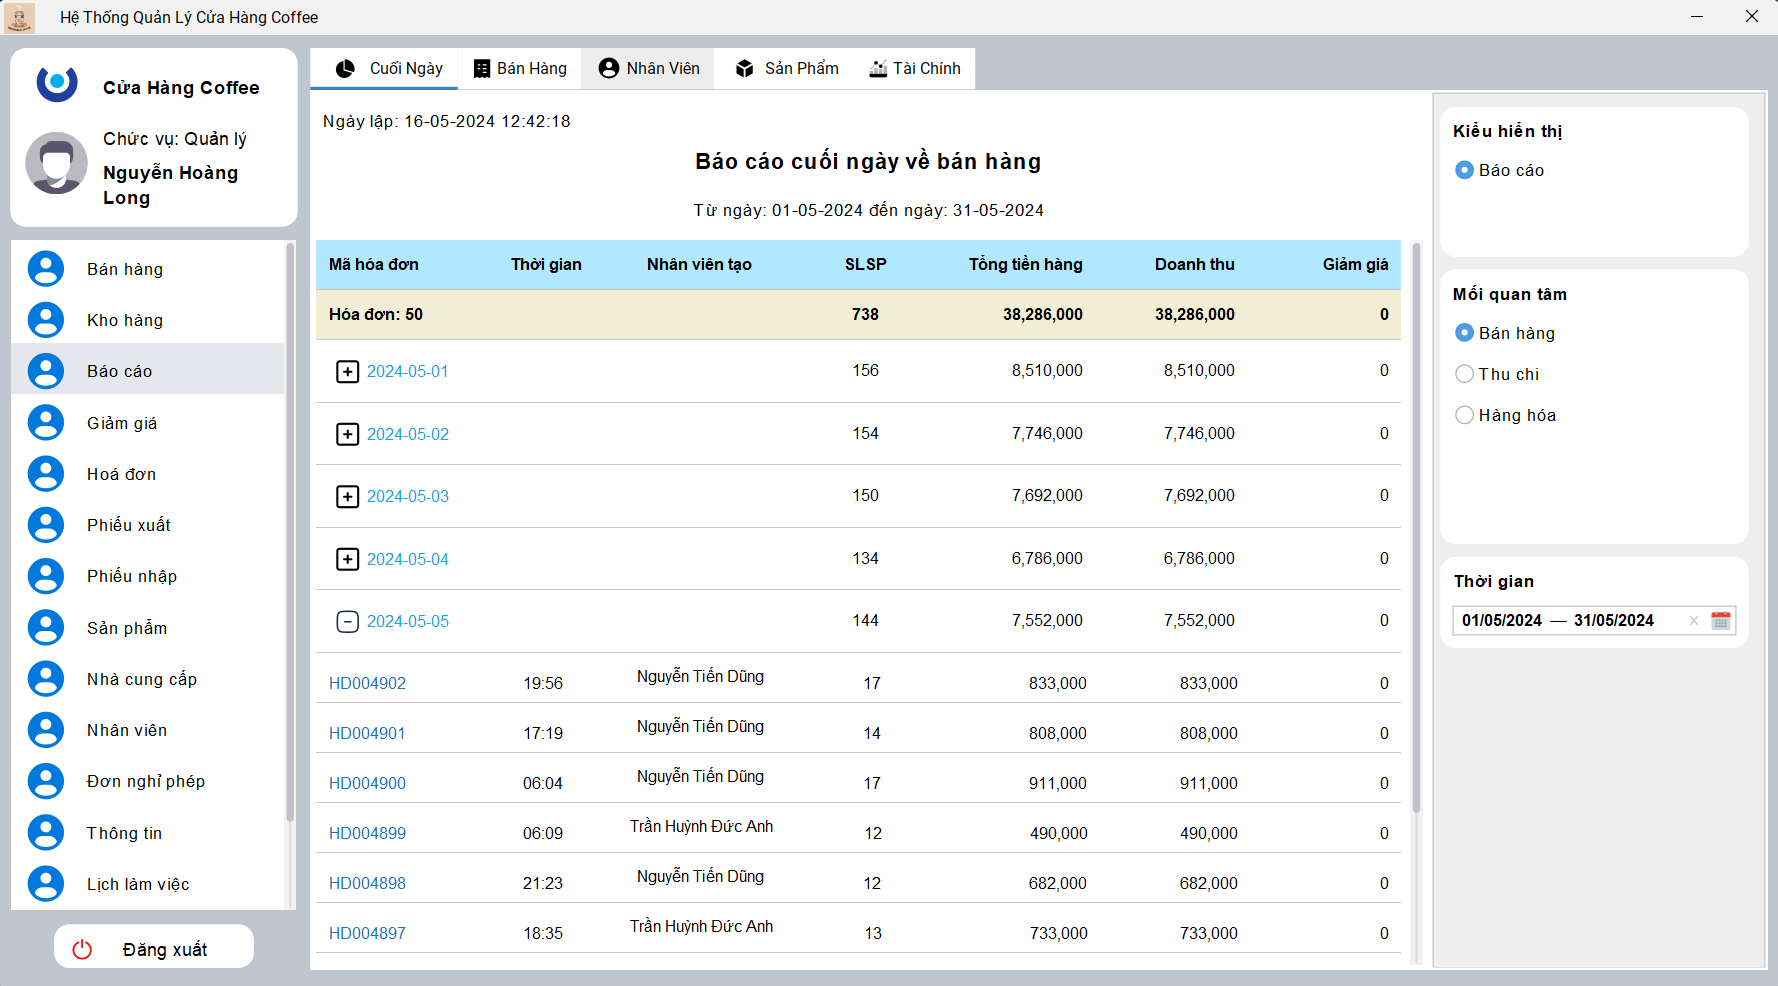 Hệ Thống Quản Lý Cửa Hàng Coffee
Cửa Hàng Coffee
Chức vụ: Quản lý
Nguyễn Hoàng
Long
Bán hàng
Kho hàng
Báo cáo
Giảm giá
Hoá đơn
Phiếu xuất
Phiếu nhập
Sản phẩm
Nhà cung cấp
Nhân viên
Đơn nghỉ phép
Thông tin
Lịch làm việc
Đăng xuất
Cuối Ngày Bán Hàng Nhân Viên Sản Phẩm Tài Chính
Ngày lập: 16-05-2024 12:42:18
Báo cáo cuối ngày về bán hàng
Từ ngày: 01-05-2024 đến ngày: 31-05-2024
Mã hóa đơn Thời gian Nhân viên tạo SLSP Tổng tiền hàng Doanh thu Giảm giá
Hóa đơn: 50 738 38,286,000 38,286,000 0
2024-05-01 156 8,510,000 8,510,000 0
2024-05-02 154 7,746,000 7,746,000 0
2024-05-03 150 7,692,000 7,692,000 0
2024-05-04 134 6,786,000 6,786,000 0
2024-05-05 144 7,552,000 7,552,000 0
HD004902 19:56 Nguyễn Tiến Dũng 17 833,000 833,000 0
HD004901 17:19 Nguyễn Tiến Dũng 14 808,000 808,000 0
HD004900 06:04 Nguyễn Tiến Dũng 17 911,000 911,000 0
HD004899 06:09 Trần Huỳnh Đức Anh 12 490,000 490,000 0
HD004898 21:23 Nguyễn Tiến Dũng 12 682,000 682,000 0
HD004897 18:35 Trần Huỳnh Đức Anh 13 733,000 733,000 0
Kiểu hiển thị
Báo cáo
Mối quan tâm
Bán hàng
Thu chi
Hàng hóa
Thời gian
01/05/2024 — 31/05/2024